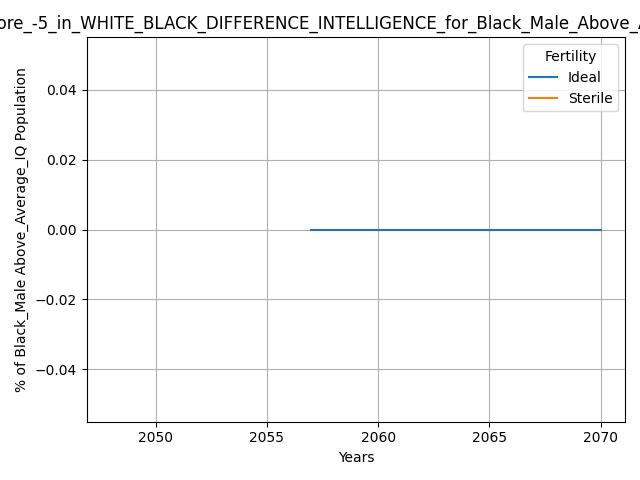 ore_-5_in_WHITE_BLACK_DIFFERENCE_INTELLIGENCE_for_Black_Male_Above_A
Fertility
Ideal
Sterile
% of Black_Male Above_Average_IQ Population
0.04
0.02
0.00
−0.02
−0.04
2050
2055
2060
2065
2070
Years